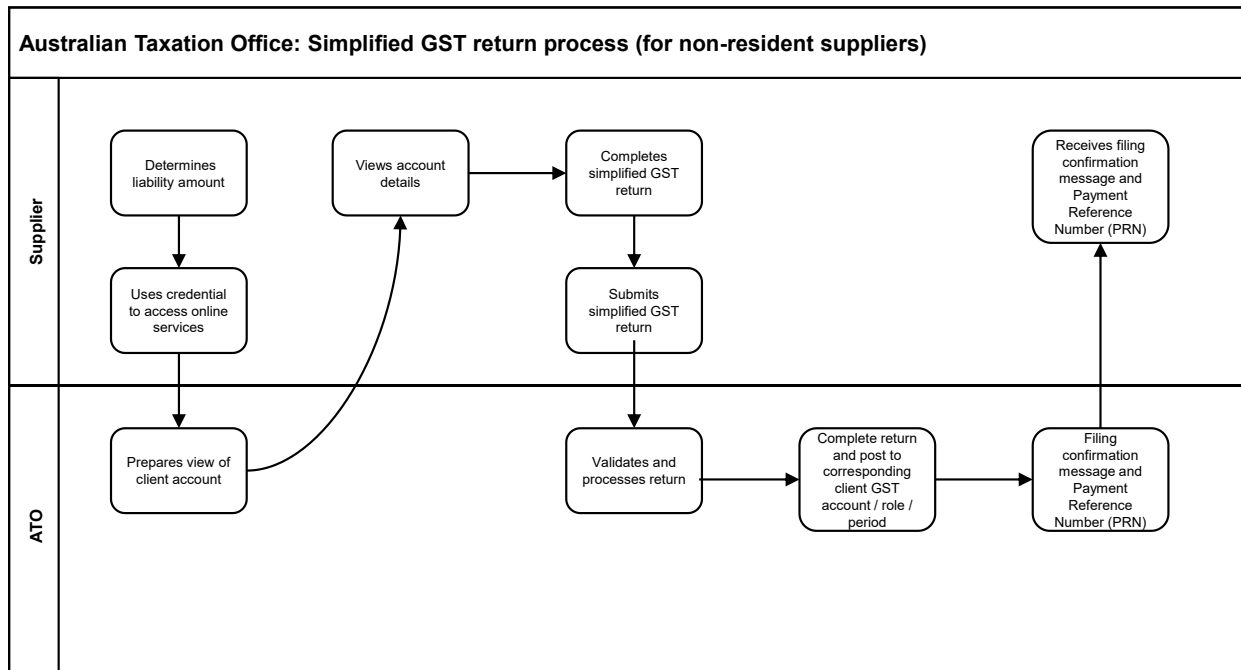 Australian Taxation Office: Simplified GST return process (for non-resident suppliers)
Supplier
Determines
liability amount
Views account
details
Completes
simplified GST
return
Receives filing
confirmation
message and
Payment
Reference
Number (PRN)
Uses credential
to access online
services
Submits
simplified GST
return
ATO
Prepares view of
client account
Validates and
processes return
Complete return
and post to
corresponding
client GST
account / role /
period
Filing
confirmation
message and
Payment
Reference
Number (PRN)